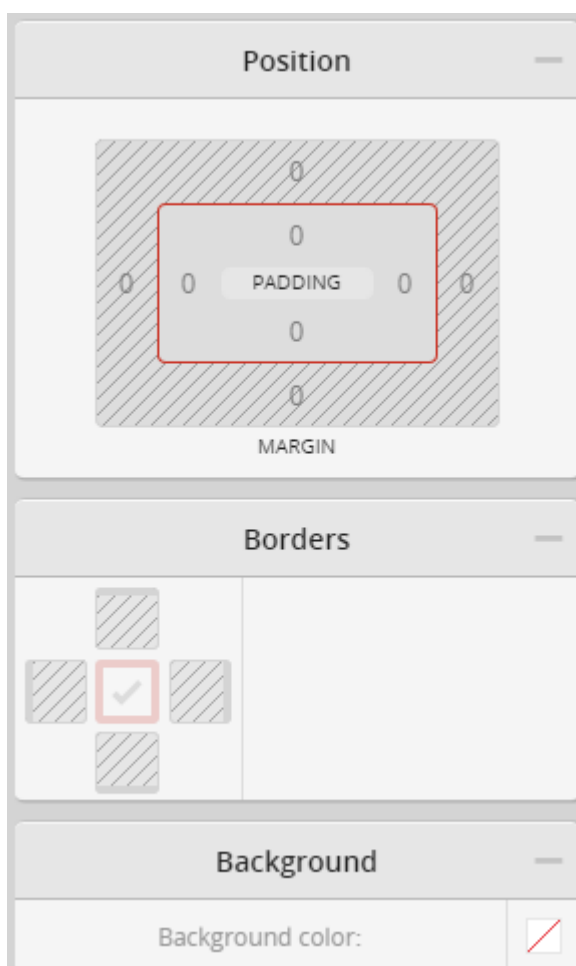 Position
0
0
0 0 PADDING 0 0
0
0
MARGIN
Borders
Background
Background color: